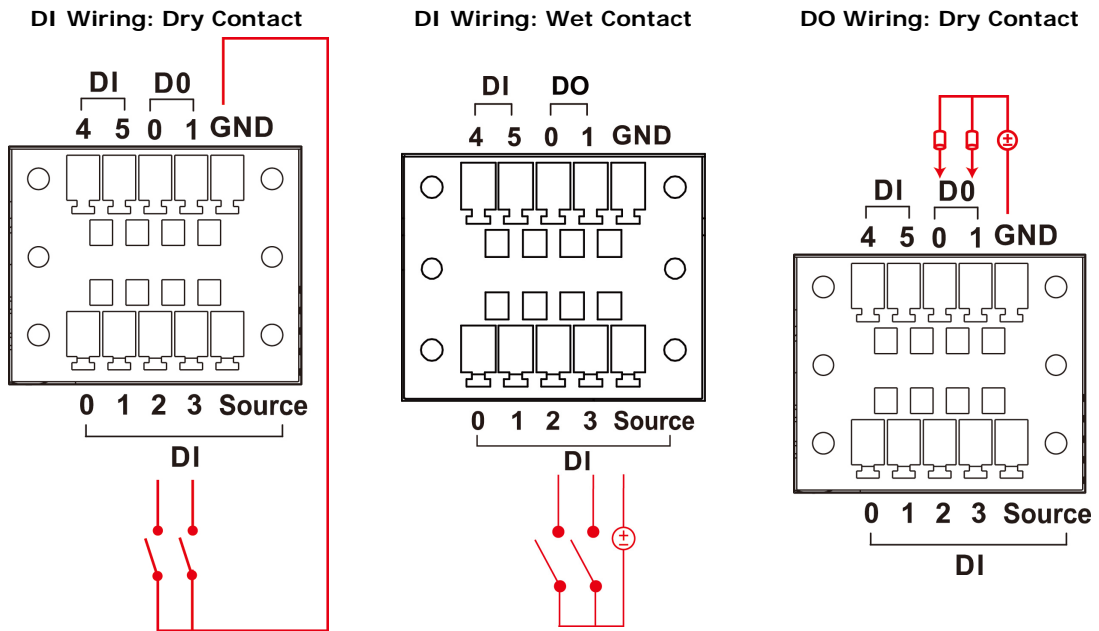 DI Wiring: Dry Contact
DI D0
4 5 0 1 GND
0 1 2 3 Source
DI
DI Wiring: Wet Contact
DI DO
4 5 0 1 GND
0 1 2 3 Source
DI
±
DO Wiring: Dry Contact
±
DI D0
4 5 0 1 GND
0 1 2 3 Source
DI